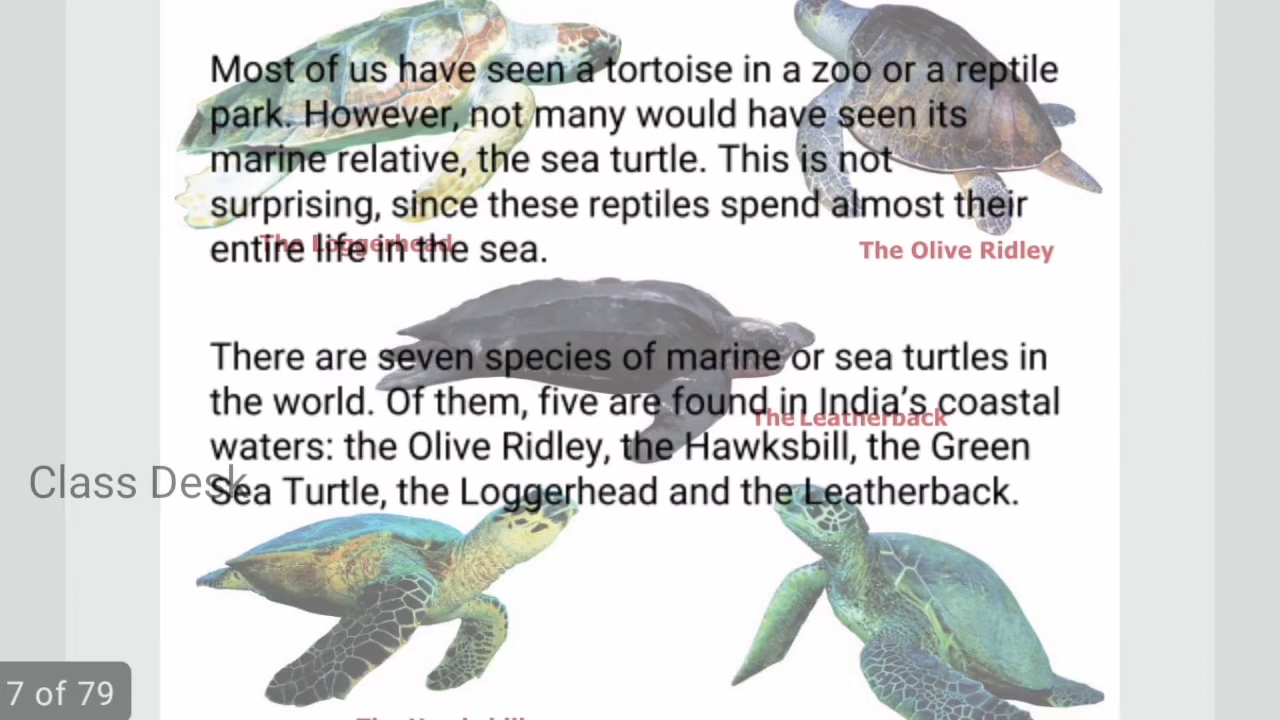 Most of us have seen a tortoise in a zoo or a reptile
park. However, not many would have seen its
marine relative, the sea turtle. This is not
surprising, since these reptiles spend almost their
entire life in the sea.
The Loggerhead
The Olive Ridley
There are seven species of marine or sea turtles in
the world. Of them, five are found in India’s coastal
waters: the Olive Ridley, the Hawksbill, the Green
Sea Turtle, the Loggerhead and the Leatherback.
The Leatherback
Class Desk
7 of 79